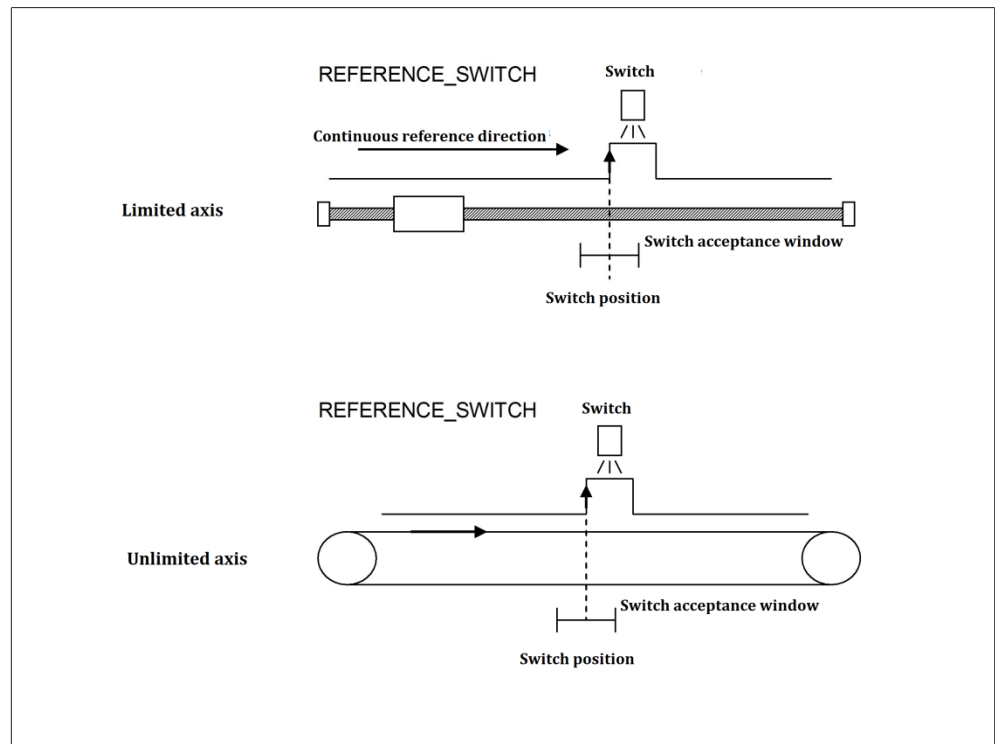 REFERENCE_SWITCH
Switch
Continuous reference direction
Limited axis
Switch acceptance window
Switch position
REFERENCE_SWITCH
Switch
Unlimited axis
Switch acceptance window
Switch position